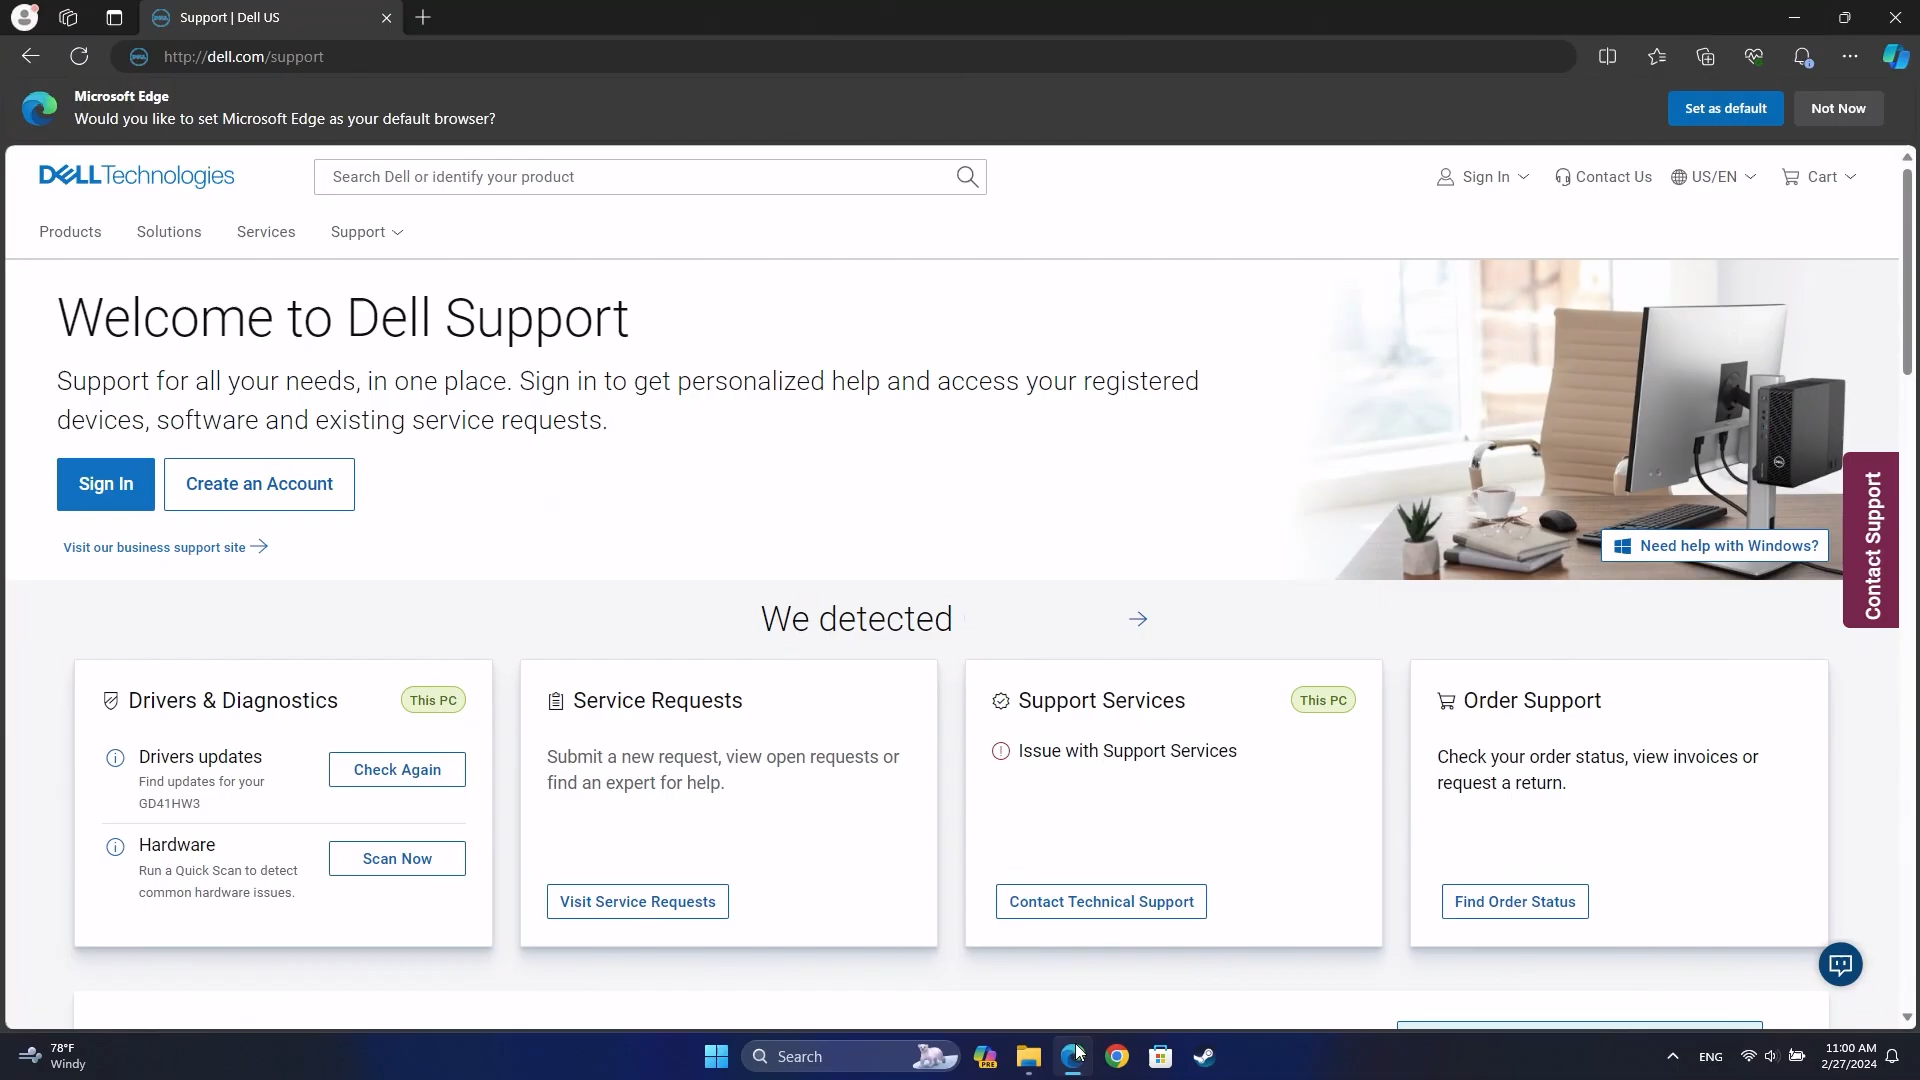 Support | Dell US
http://dell.com/support
Microsoft Edge
Would you like to set Microsoft Edge as your default browser?
Set as default
Not Now
DELLTechnologies
Search Dell or identify your product
Sign In
Contact Us
US/EN
Cart
Products
Solutions
Services
Support
Welcome to Dell Support
Support for all your needs, in one place. Sign in to get personalized help and access your registered
devices, software and existing service requests.
Sign In
Create an Account
Visit our business support site
Need help with Windows?
Contact Support
We detected
Drivers & Diagnostics
This PC
Drivers updates
Find updates for your
GD41HW3
Check Again
Hardware
Run a Quick Scan to detect
common hardware issues.
Scan Now
Service Requests
Submit a new request, view open requests or
find an expert for help.
Visit Service Requests
Support Services
This PC
Issue with Support Services
Contact Technical Support
Order Support
Check your order status, view invoices or
request a return.
Find Order Status
78°F
Windy
Search
PRE
ENG
11:00 AM
2/27/2024